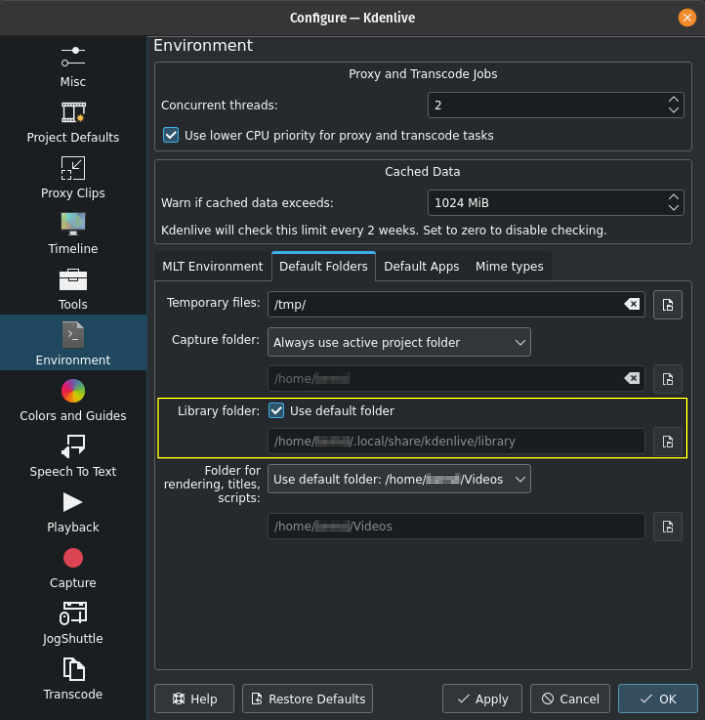 Configure — Kdenlive
Misc
Project Defaults
Proxy Clips
Timeline
Tools
Environment
Colors and Guides
Speech To Text
Playback
Capture
JogShuttle
Transcode
Environment
Proxy and Transcode Jobs
Concurrent threads: 2
Use lower CPU priority for proxy and transcode tasks
Cached Data
Warn if cached data exceeds: 1024 MiB
Kdenlive will check this limit every 2 weeks. Set to zero to disable checking.
MLT Environment Default Folders Default Apps Mime types
Temporary files: /tmp/
Capture folder: Always use active project folder
/home/
Library folder: Use default folder
/home/ /.local/share/kdenlive/library
Folder for
rendering, titles,
scripts:
Use default folder: /home/ /Videos
/home/ /Videos
Help Restore Defaults Apply Cancel OK